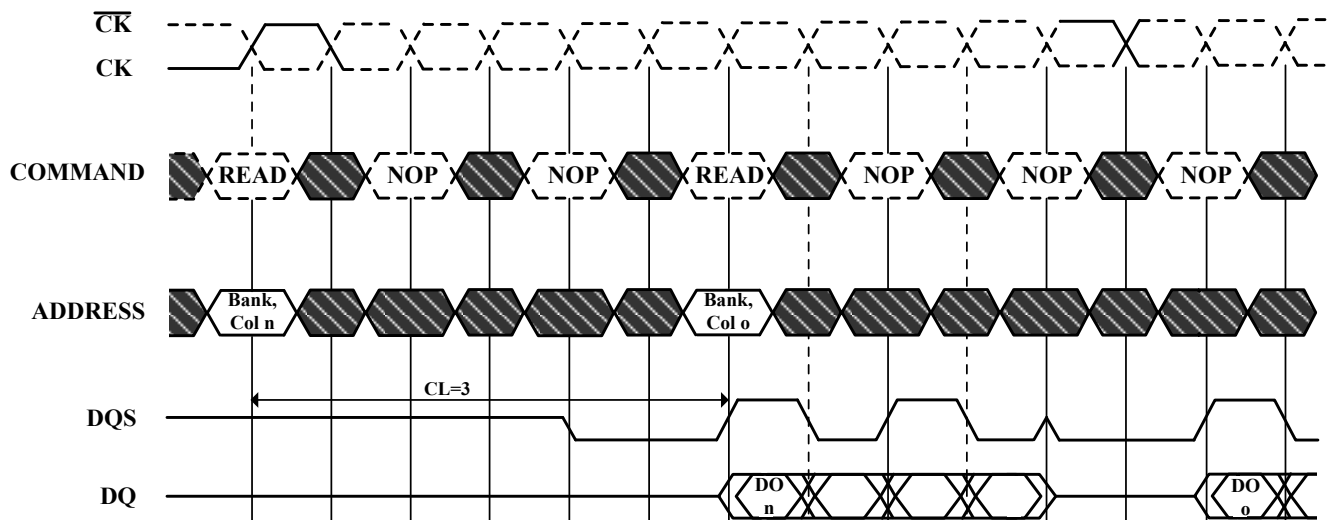 CK
CK
COMMAND
READ
NOP
NOP
READ
NOP
NOP
NOP
ADDRESS
Bank,
Col n
Bank,
Col o
CL=3
DQS
DQ
DO
n
DO
o